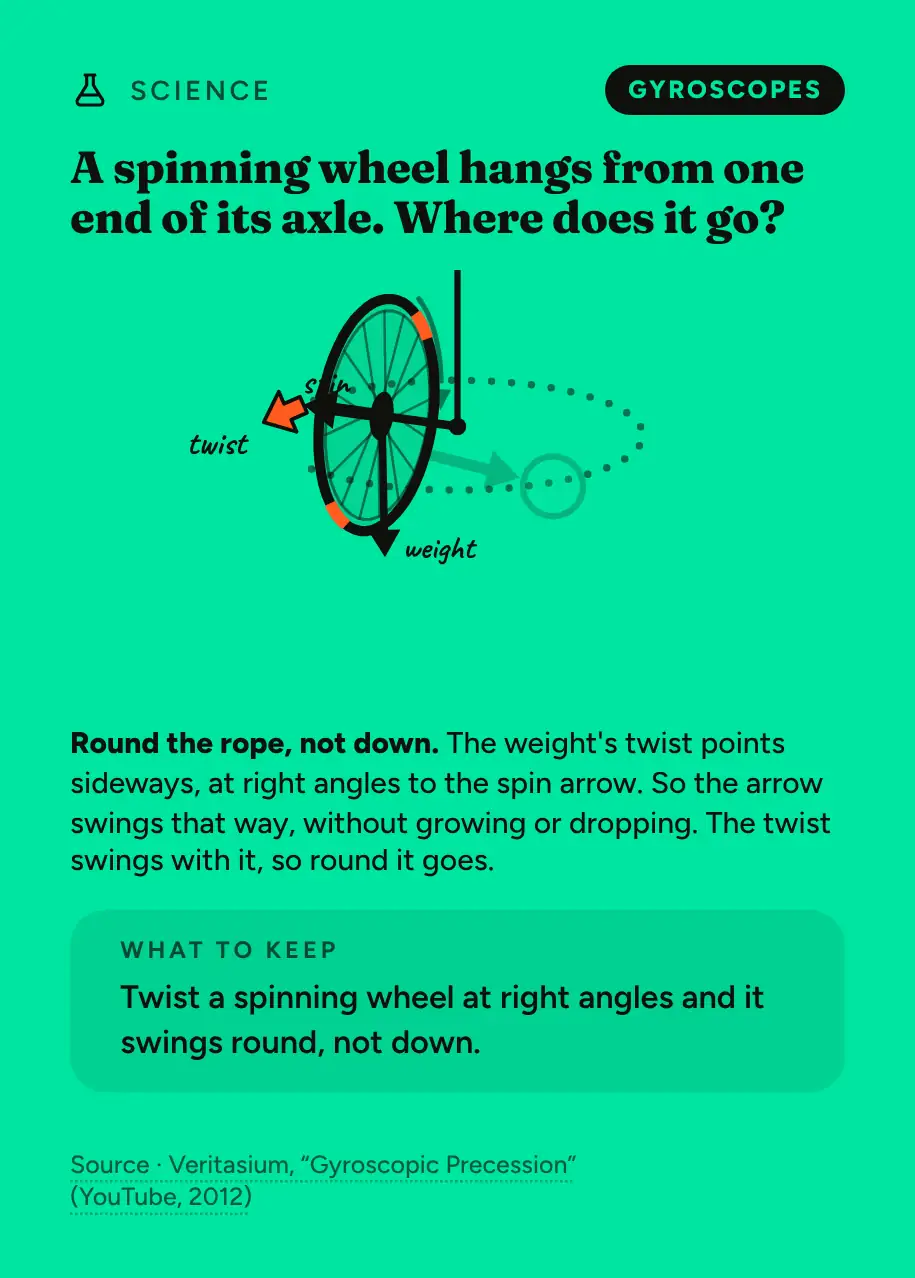 SCIENCE
GYROSCOPES
A spinning wheel hangs from one
end of its axle. Where does it go?
spin
twist
weight
Round the rope, not down. The weight's twist points
sideways, at right angles to the spin arrow. So the arrow
swings that way, without growing or dropping. The twist
swings with it, so round it goes.
WHAT TO KEEP
Twist a spinning wheel at right angles and it
swings round, not down.
Source · Veritasium, “Gyroscopic Precession”
(YouTube, 2012)